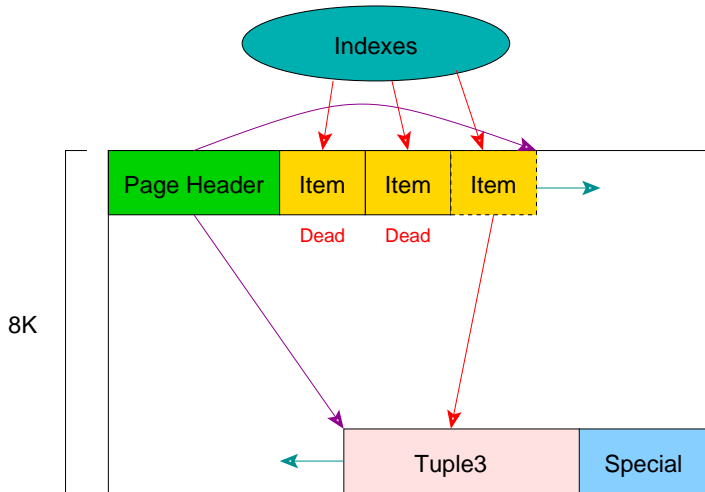 Indexes
Page Header Item Item Item
Dead Dead
8K
Tuple3 Special